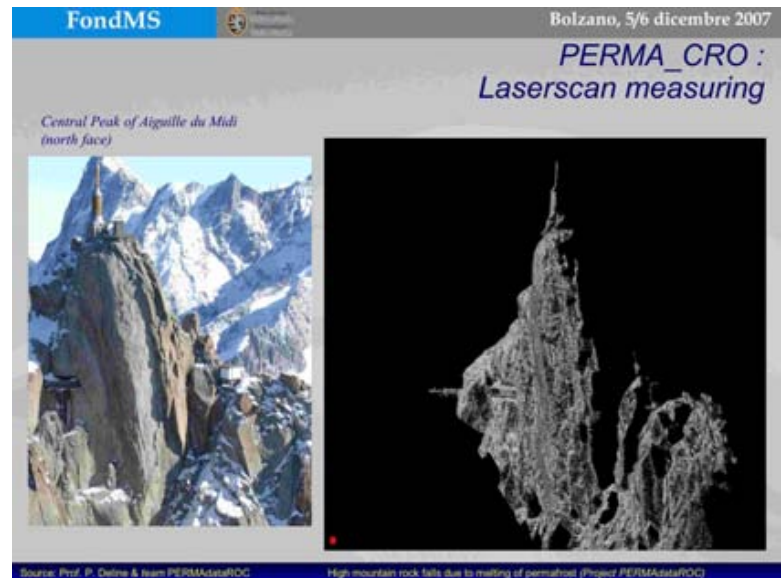 FondMS
Bolzano, 5/6 dicembre 2007
PERMA_CRO :
Laserscan measuring
Central Peak of Aiguille du Midi
(north face)
Source: Prof. P. Deline & team PERMAdataROC
High mountain rock falls due to melting of permafrost (Project PERMAdataROC)